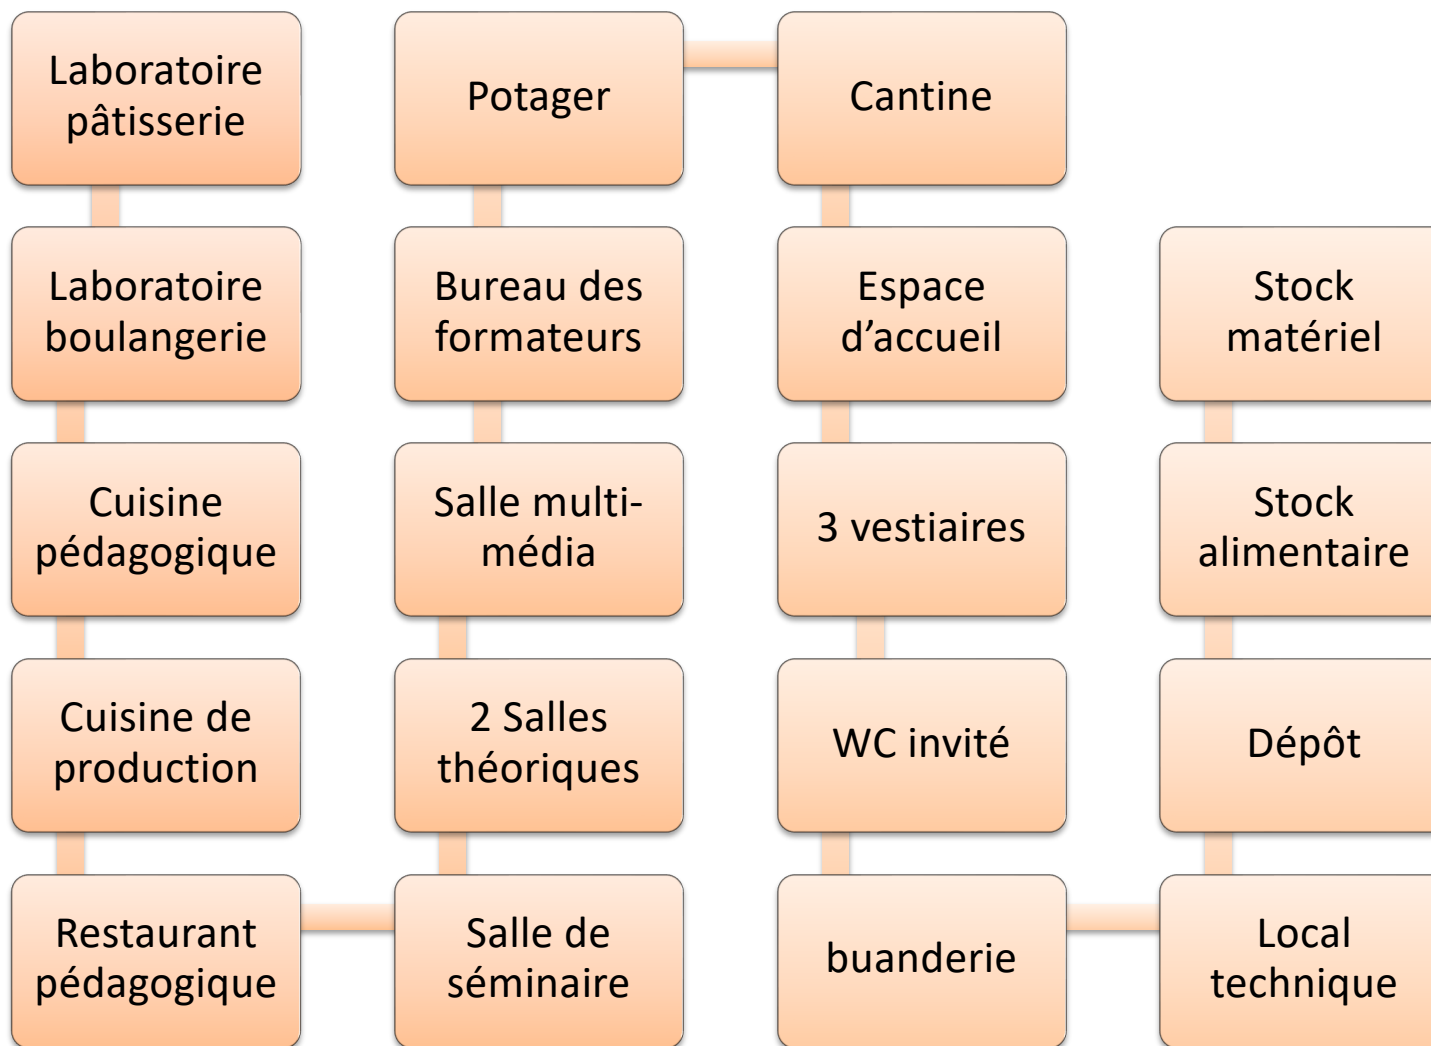 Laboratoire
pâtisserie
Laboratoire
boulangerie
Cuisine
pédagogique
Cuisine de
production
Restaurant
pédagogique
Salle de
séminaire
2 Salles
théoriques
Salle multi-
média
Bureau des
formateurs
Potager
Cantine
Espace
d’accueil
3 vestiaires
WC invité
buanderie
Local
technique
Dépôt
Stock
alimentaire
Stock
matériel